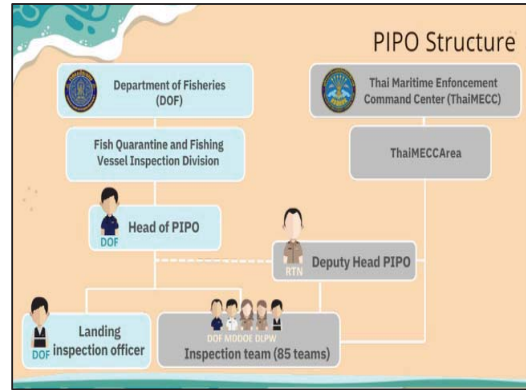 PIPO Structure
Department of Fisheries
(DOF)
Thai Maritime Enfoncement
Command Center (ThaiMECC)
Fish Quarantine and Fishing
Vessel Inspection Division
ThaiMECCArea
Head of PIPO
DOF
Deputy Head PIPO
RTN
Landing
inspection officer
DOF
DOF MDDOE DLPW
Inspection team (85 teams)